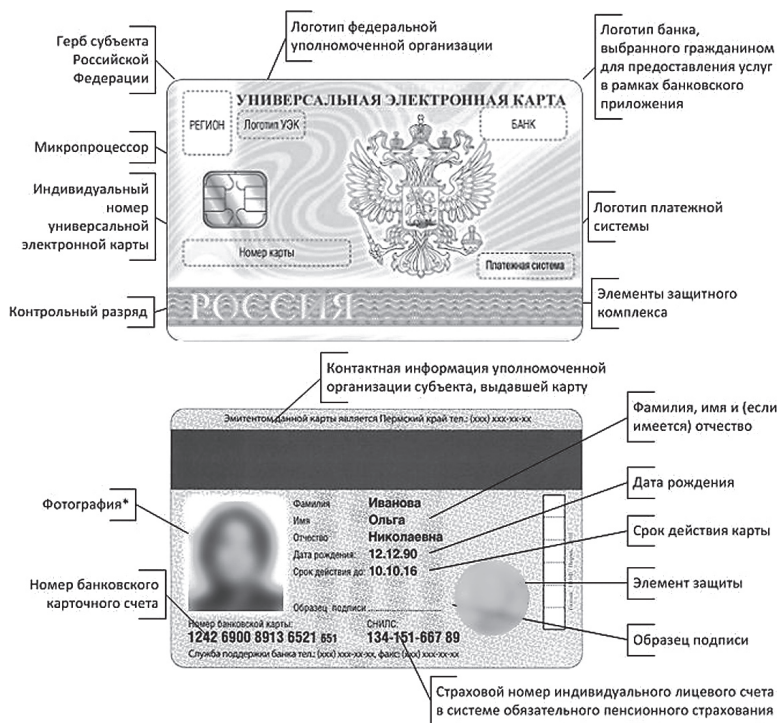 Герб субъекта
Российской
Федерации
Логотип федеральной
уполномоченной организации
Логотип банка,
выбранного гражданином
для предоставления услуг
в рамках банковского
приложения
УНИВЕРСАЛЬНАЯ ЭЛЕКТРОННАЯ КАРТА
РЕГИОН
Логотип УЭК
БАНК
Микропроцессор
Индивидуальный
номер
универсальной
электронной карты
Логотип платежной
системы
Номер карты
Платежная система
Контрольный разряд
РОССИЯ
Элементы защитного
комплекса
Контактная информация уполномоченной
организации субъекта, выдавшей карту
Эмитентом данной карты является Пермский край тел.: (xxx) xxx-xx-xx
Фамилия, имя и (если
имеется) отчество
Фотография*
Фамилия Иванова
Имя Ольга
Отчество Николаевна
Дата рождения: 12.12.90
Срок действия до: 10.10.16
Дата рождения
Срок действия карты
Элемент защиты
Номер банковского
карточного счета
Образец подписи
Образец подписи
Номер банковской карты: СНИЛС:
1242 6900 8913 6521 651 134-151-667 89
Служба поддержки банка тел.: (xxx) xxx-xx-xx, факс: (xxx) xxx-xx-xx
Страховой номер индивидуального лицевого счета
в системе обязательного пенсионного страхования